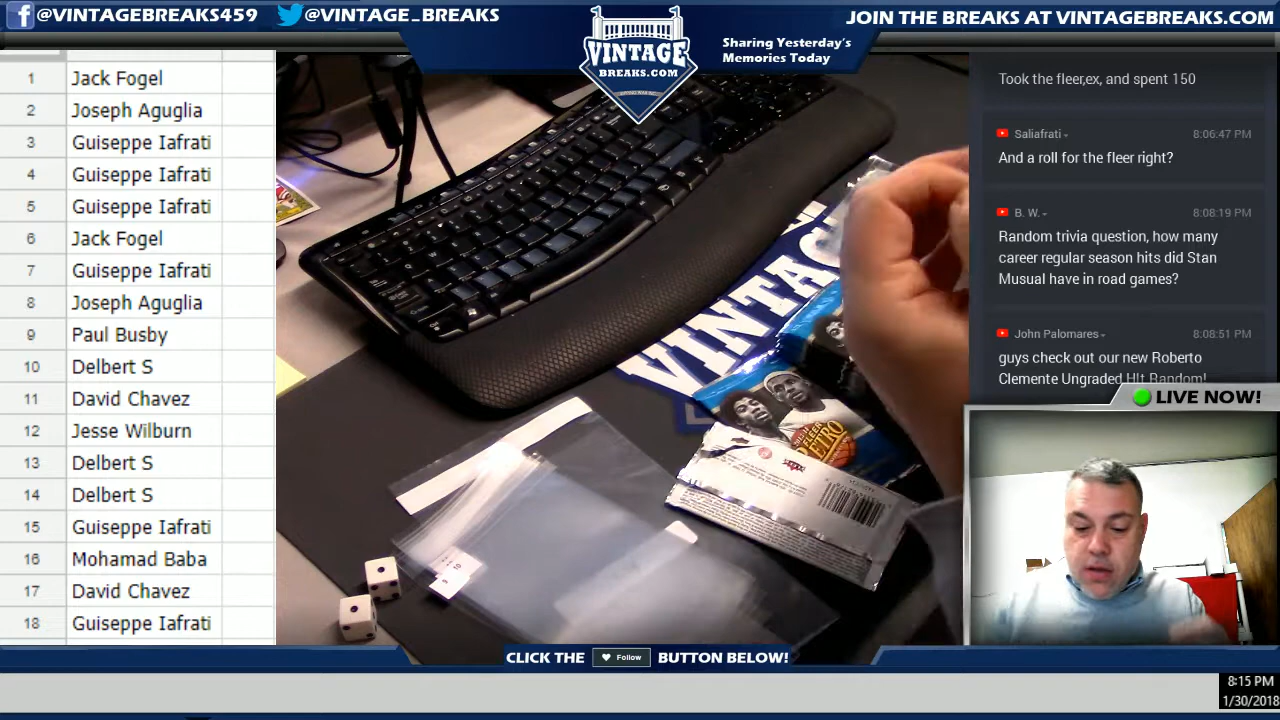 @VINTAGEBREAKS459
@VINTAGE_BREAKS
VINTAGE
BREAKS.COM
Sharing Yesterday's
Memories Today
JOIN THE BREAKS AT VINTAGEBREAKS.COM
1 Jack Fogel
2 Joseph Aguglia
3 Guiseppe Iafrati
4 Guiseppe Iafrati
5 Guiseppe Iafrati
6 Jack Fogel
7 Guiseppe Iafrati
8 Joseph Aguglia
9 Paul Busby
10 Delbert S
11 David Chavez
12 Jesse Wilburn
13 Delbert S
14 Delbert S
15 Guiseppe Iafrati
16 Mohamad Baba
17 David Chavez
18 Guiseppe Iafrati
VINTAG
FLEER
RETRO
Took the fleer,ex, and spent 150
Saliafrati 8:06:47 PM
And a roll for the fleer right?
B. W. 8:08:19 PM
Random trivia question, how many
career regular season hits did Stan
Musual have in road games?
John Palomares 8:08:51 PM
guys check out our new Roberto
Clemente Ungraded HIt Random!
LIVE NOW!
CLICK THE Follow BUTTON BELOW!
8:15 PM
1/30/2018